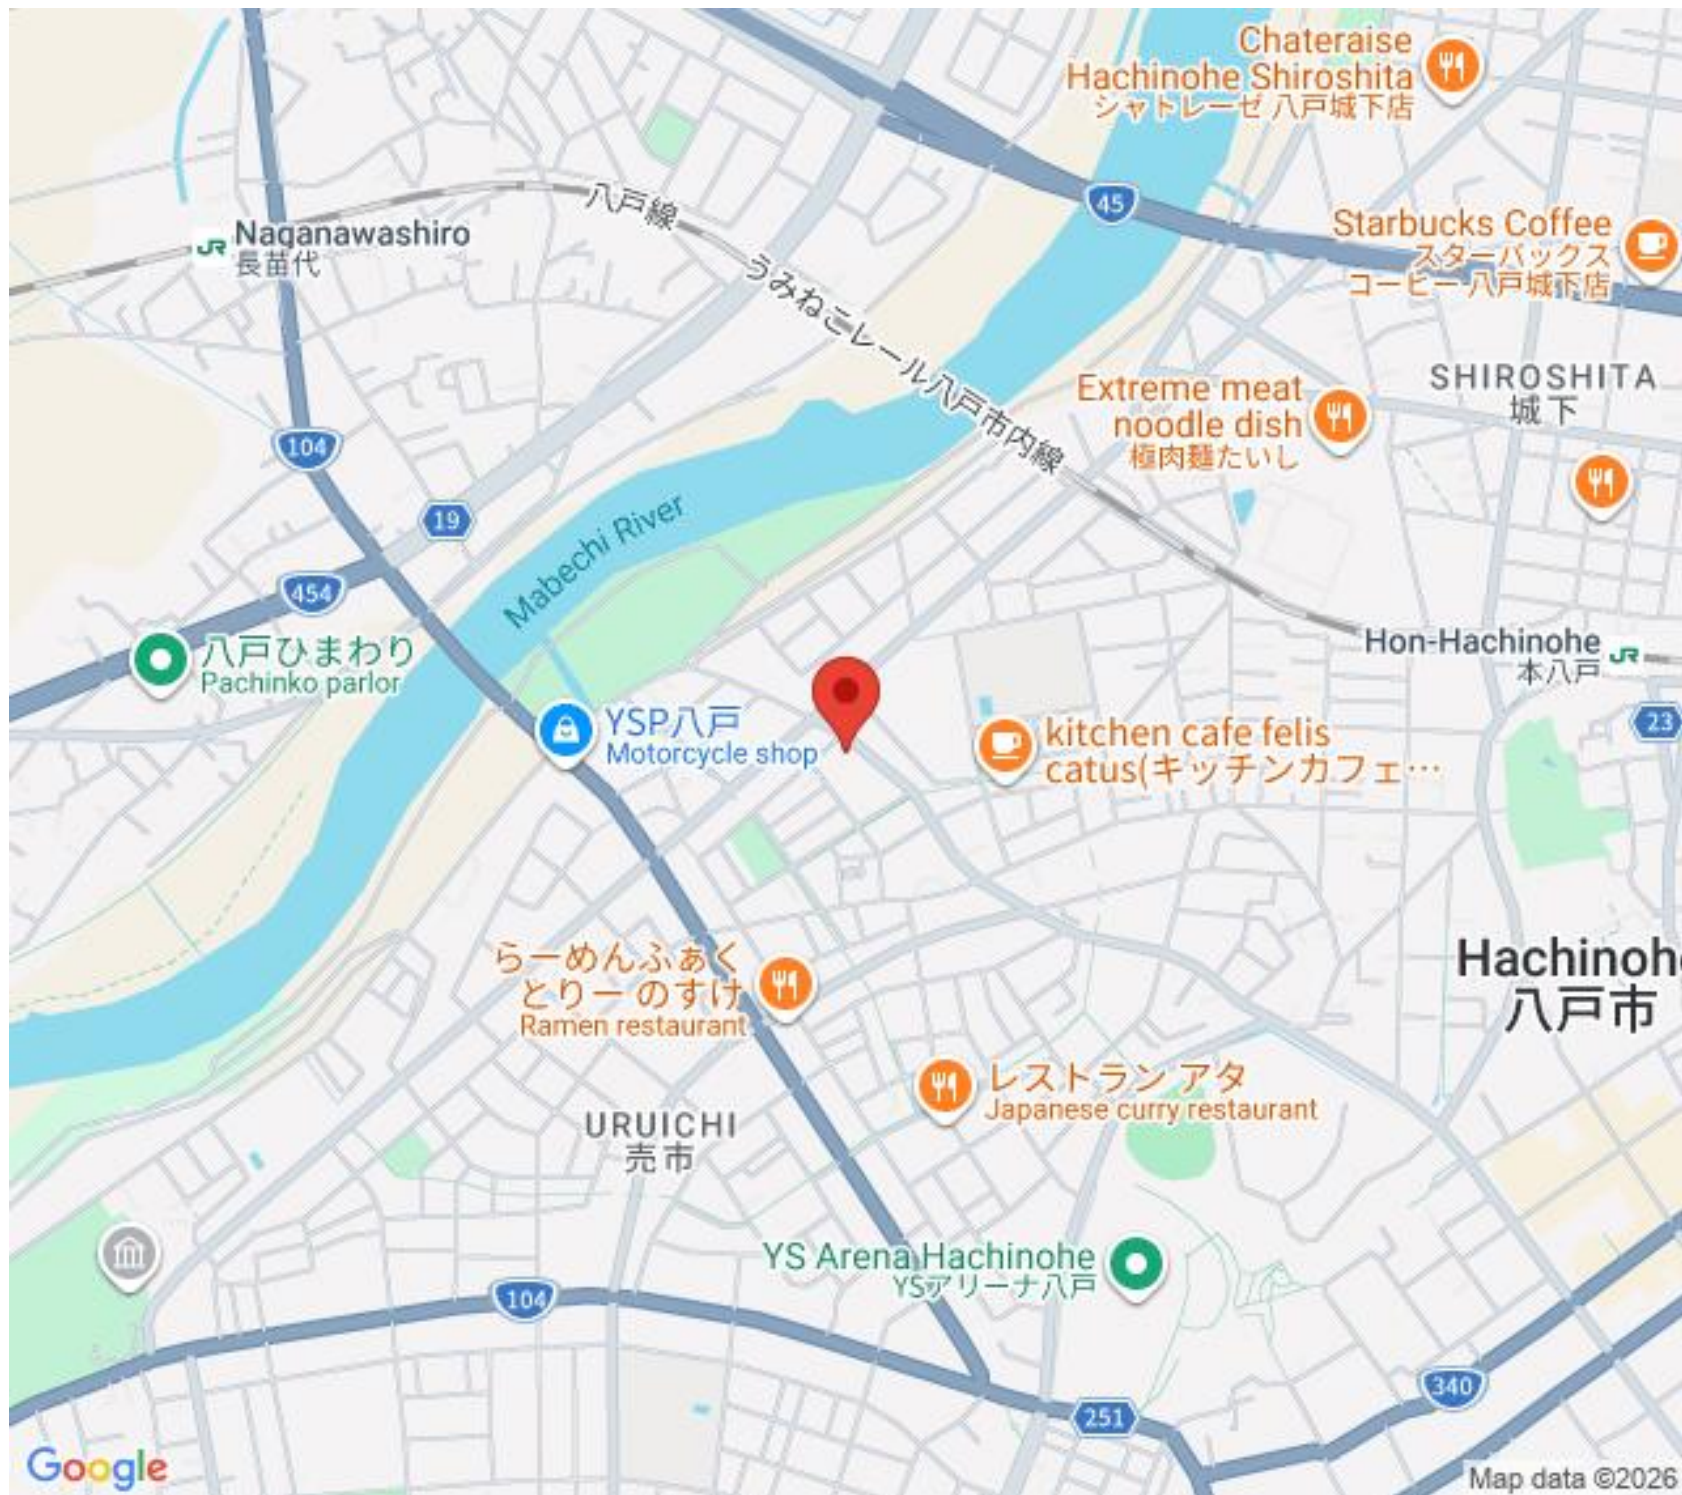 Chateraise
Hachinohe Shiroshita
シャトレーゼ 八戸城下店
八戸線
45
Naganawashiro
長苗代
JR
Starbucks Coffee
スターバックス
コーヒー 八戸城下店
うみねこレール八戸市内線
Extreme meat
noodle dish
極肉麺たいし
SHIROSHITA
城下
104
19
Mabechi River
454
八戸ひまわり
Pachinko parlor
Hon-Hachinohe
本八戸
JR
YSP八戸
Motorcycle shop
kitchen cafe felis
catus(キッチンカフェ…
23
らーめんふぁく
とりー のすけ
Ramen restaurant
Hachinohe
八戸市
レストラン アタ
Japanese curry restaurant
URUICHI
売市
YS Arena Hachinohe
YSアリーナ八戸
104
340
251
Google
Map data ©2026